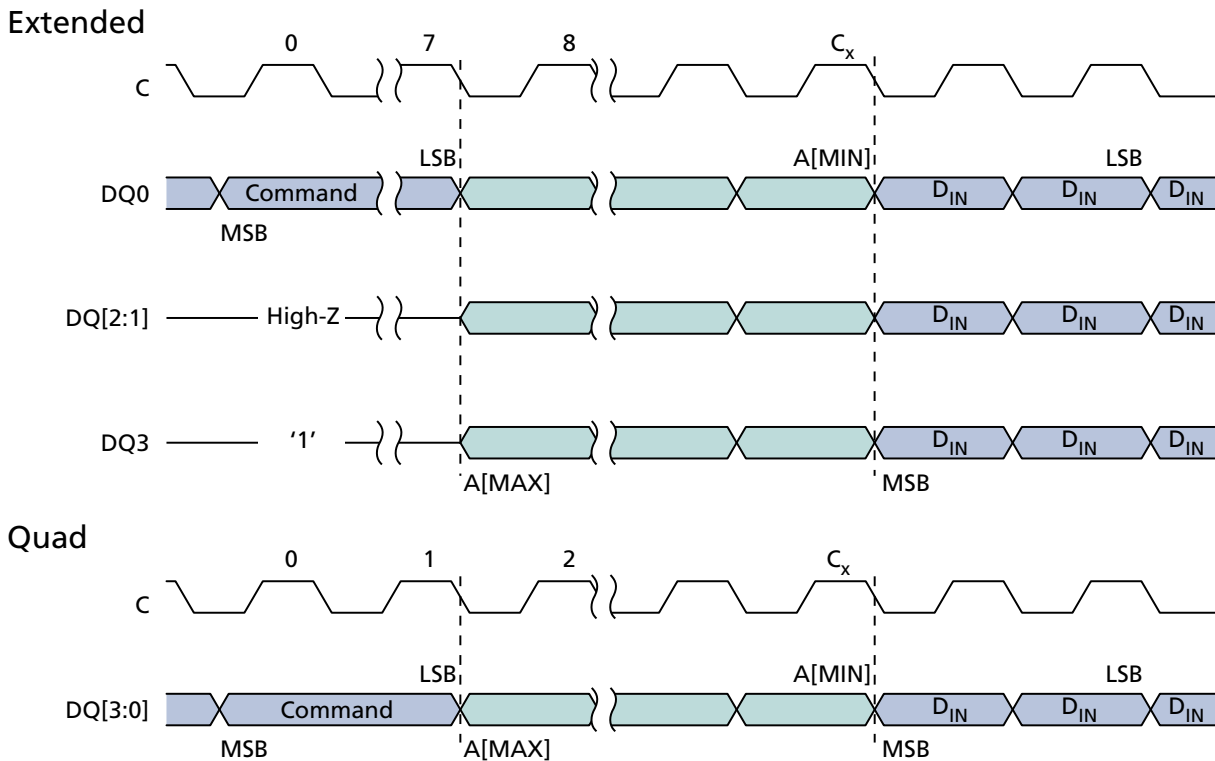 Extended
0 7 8 Cx
C
LSB A[MIN] LSB
DQ0 Command DIN DIN DIN
MSB
DQ[2:1] High-Z DIN DIN DIN
DQ3 '1' DIN DIN DIN
A[MAX] MSB
Quad
0 1 2 Cx
C
LSB A[MIN] LSB
DQ[3:0] Command DIN DIN DIN
MSB A[MAX] MSB